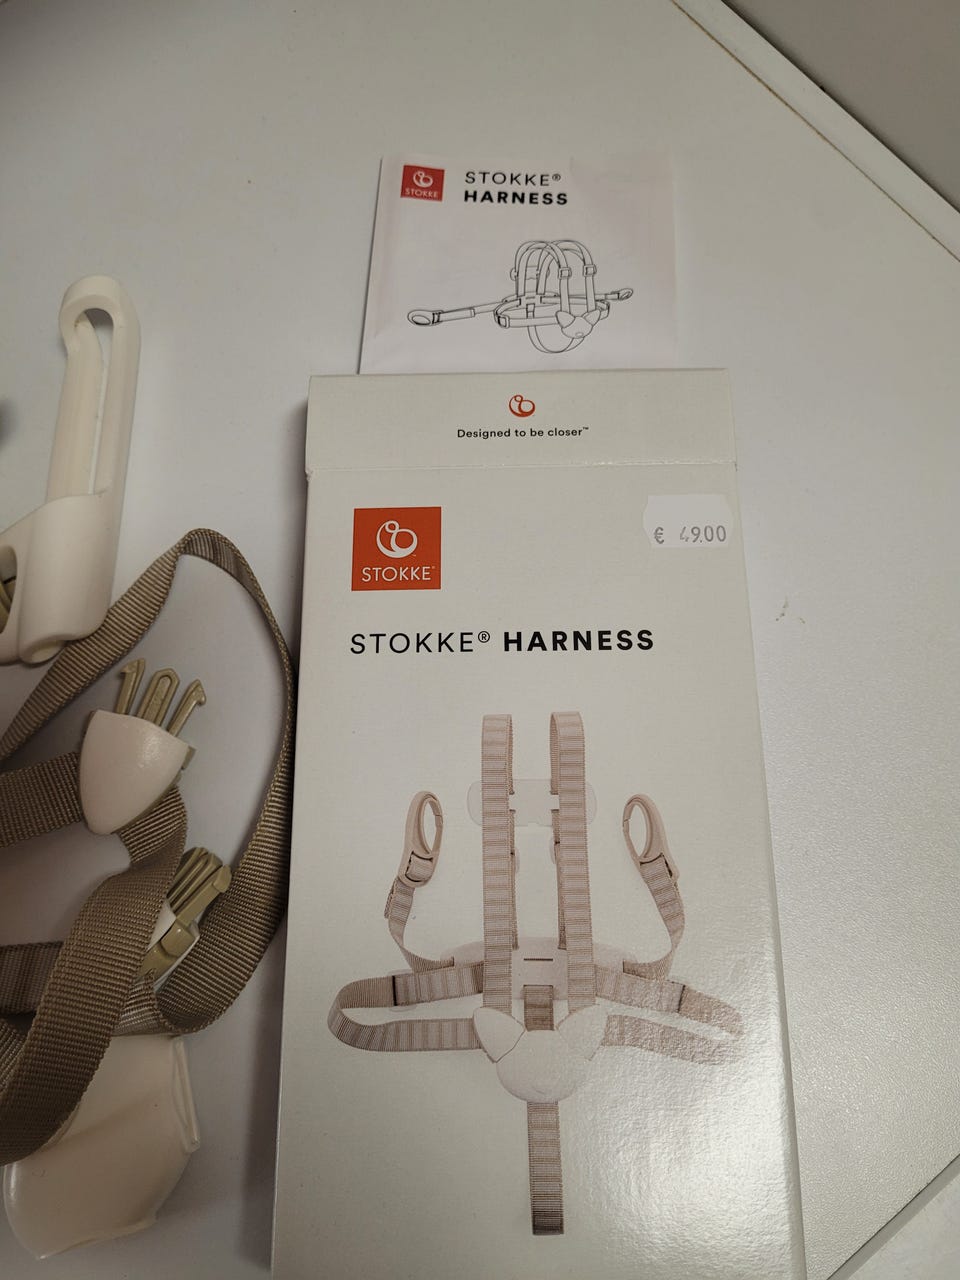 STOKKE
STOKKE®
HARNESS
Designed to be closer™
€ 49.00
STOKKE
STOKKE® HARNESS